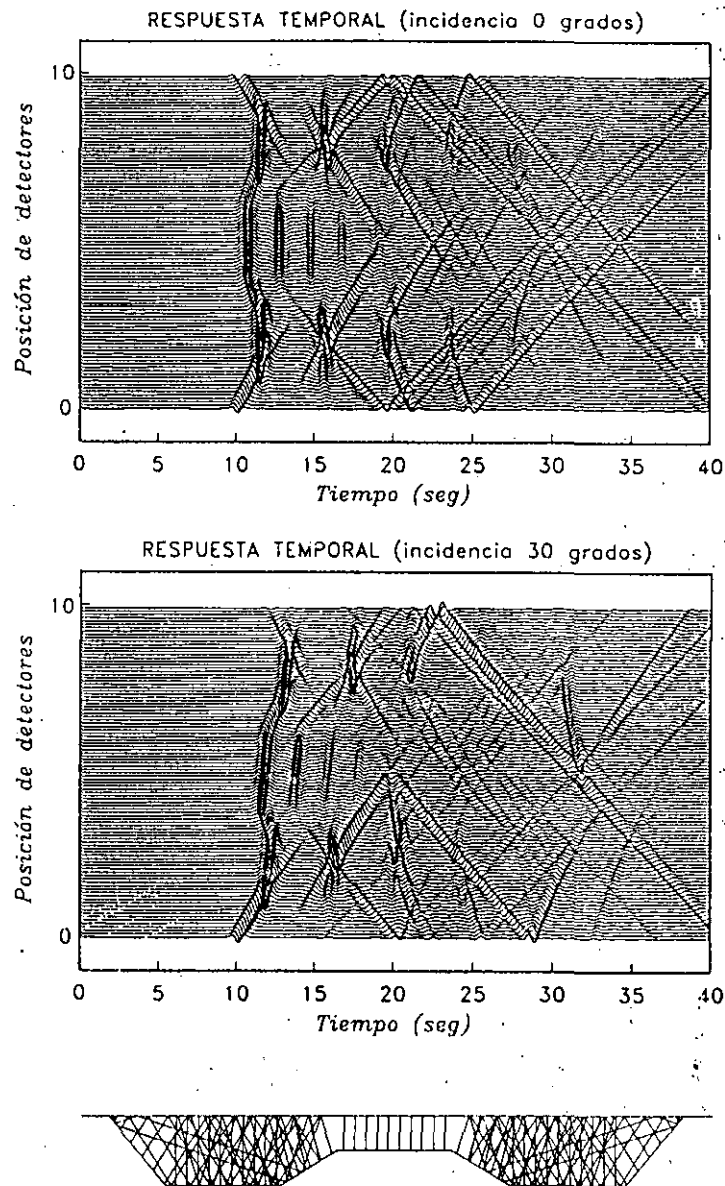 RESPUESTA TEMPORAL (incidencia 0 grados)
10
0
Posición de detectores
0 5 10 15 20 25 30 35 40
Tiempo (seg)
RESPUESTA TEMPORAL (incidencia 30 grados)
10
0
Posición de detectores
0 5 10 15 20 25 30 35 40
Tiempo (seg)